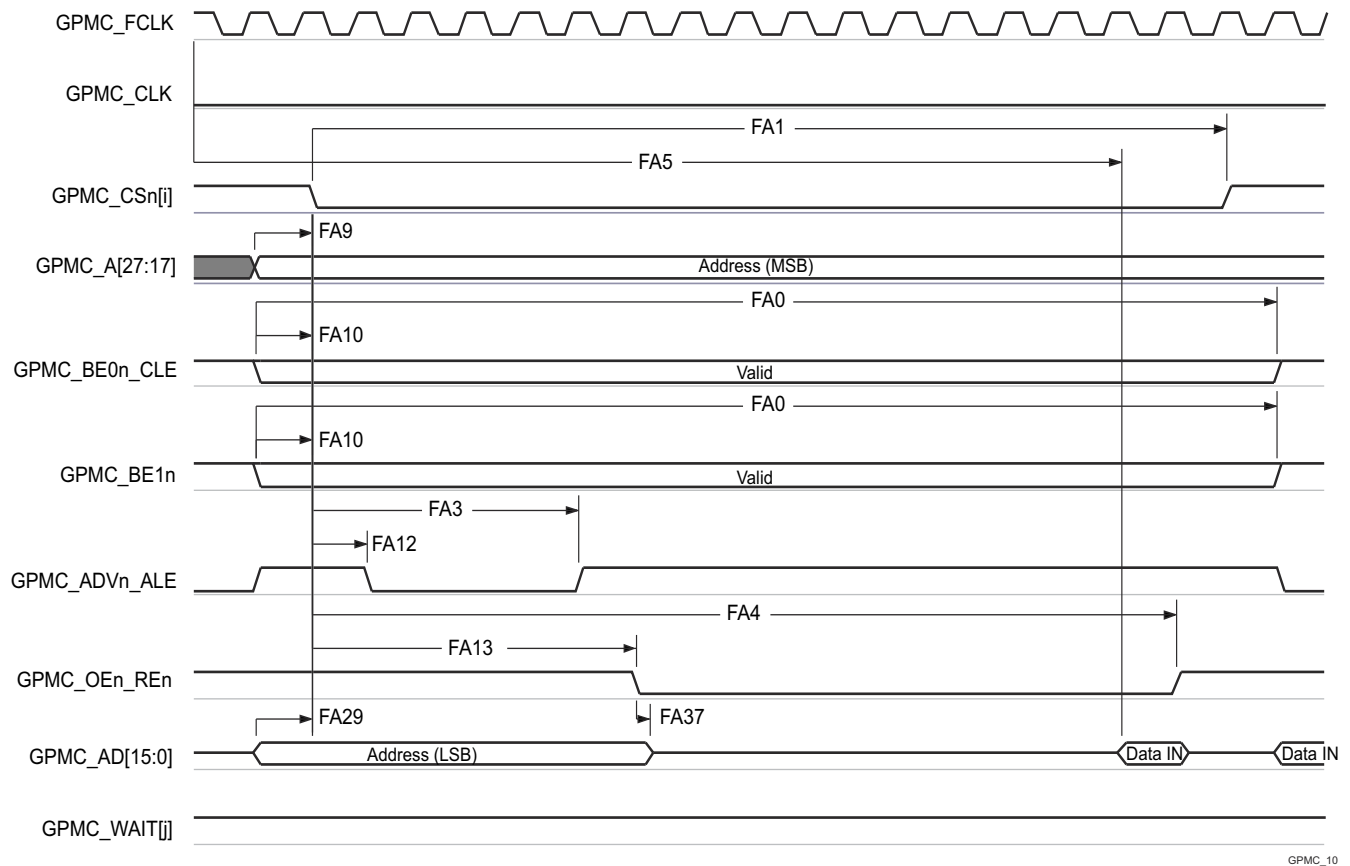 GPMC_FCLK
GPMC_CLK
FA1
FA5
GPMC_CSn[i]
FA9
GPMC_A[27:17]
Address (MSB)
FA0
FA10
GPMC_BE0n_CLE
Valid
FA0
FA10
GPMC_BE1n
Valid
FA3
FA12
GPMC_ADVn_ALE
FA4
FA13
GPMC_OEn_REn
FA29
FA37
GPMC_AD[15:0]
Address (LSB)
Data IN
Data IN
GPMC_WAIT[j]
GPMC_10